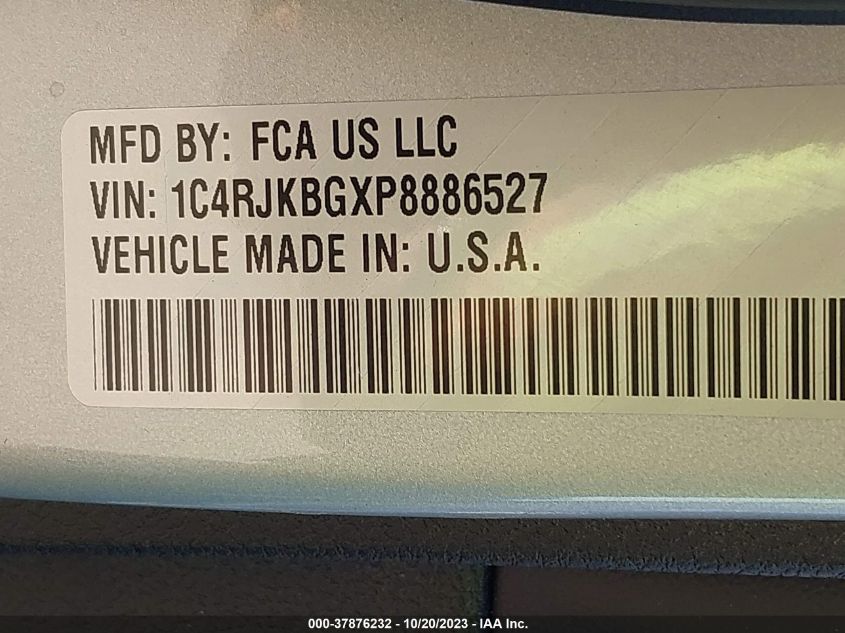 MFD BY: FCA US LLC
VIN: 1C4RJKBGXP8886527
VEHICLE MADE IN: U.S.A.
000-37876232 - 10/20/2023 - IAA Inc.